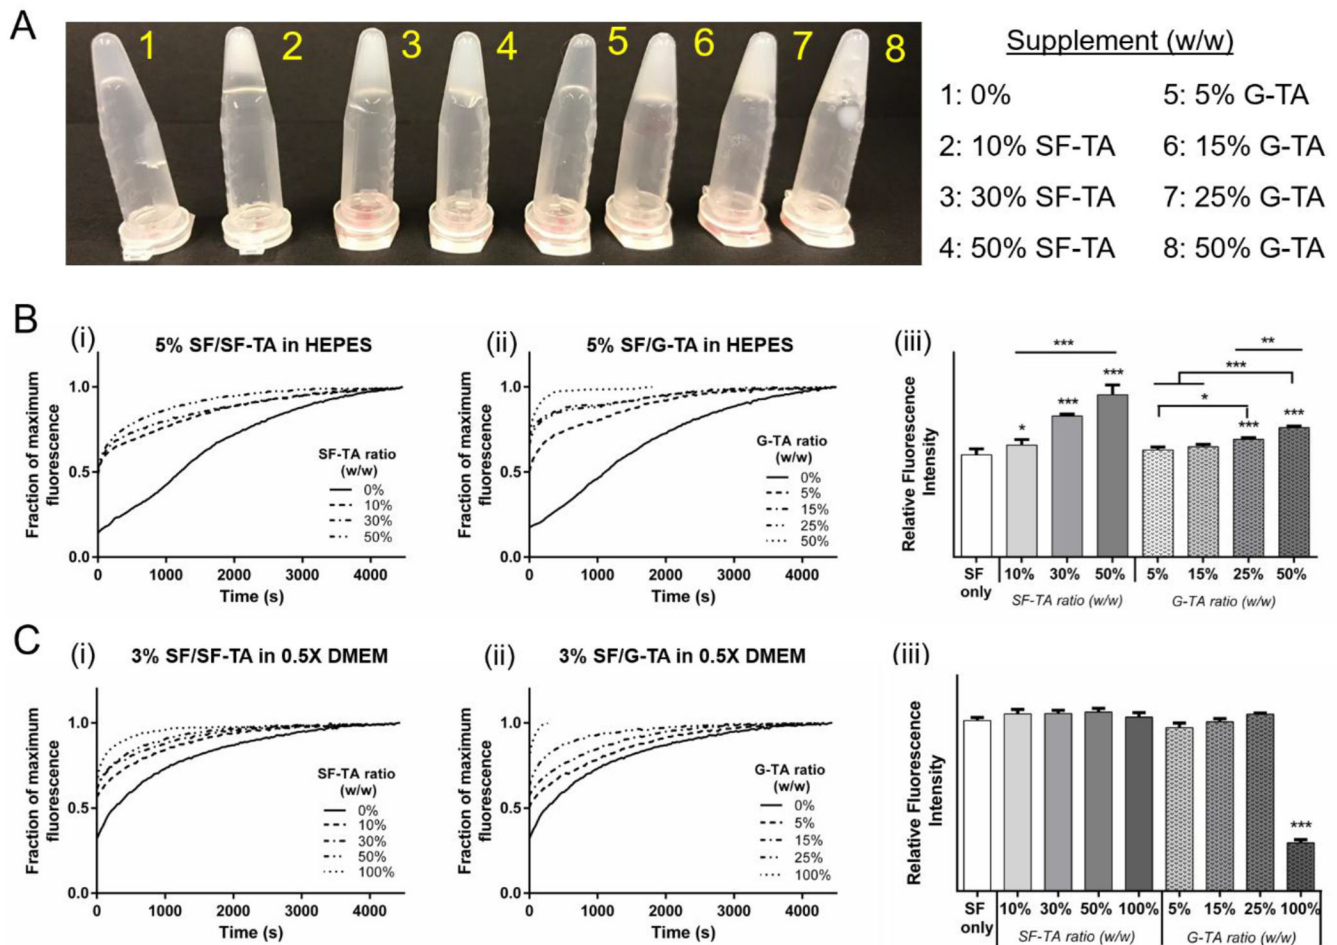 A
1 2 3 4 5 6 7 8
Supplement (w/w)
1: 0% 5: 5% G-TA
2: 10% SF-TA 6: 15% G-TA
3: 30% SF-TA 7: 25% G-TA
4: 50% SF-TA 8: 50% G-TA
B
(i)
5% SF/SF-TA in HEPES
Fraction of maximum
fluorescence
1.0
0.5
0.0
0 1000 2000 3000 4000
Time (s)
SF-TA ratio
(w/w)
0%
10%
30%
50%
(ii)
5% SF/G-TA in HEPES
Fraction of maximum
fluorescence
1.0
0.5
0.0
0 1000 2000 3000 4000
Time (s)
G-TA ratio
(w/w)
0%
5%
15%
25%
50%
(iii)
Relative Fluorescence
Intensity
*** ** *** * * *** *** *** ***
SF
only
10% 30% 50% 5% 15% 25% 50%
SF-TA ratio (w/w) G-TA ratio (w/w)
C
(i)
3% SF/SF-TA in 0.5X DMEM
Fraction of maximum
fluorescence
1.0
0.5
0.0
0 1000 2000 3000 4000
Time (s)
SF-TA ratio
(w/w)
0%
10%
30%
50%
100%
(ii)
3% SF/G-TA in 0.5X DMEM
Fraction of maximum
fluorescence
1.0
0.5
0.0
0 1000 2000 3000 4000
Time (s)
G-TA ratio
(w/w)
0%
5%
15%
25%
100%
(iii)
Relative Fluorescence
Intensity
***
SF
only
10% 30% 50% 100% 5% 15% 25% 100%
SF-TA ratio (w/w) G-TA ratio (w/w)